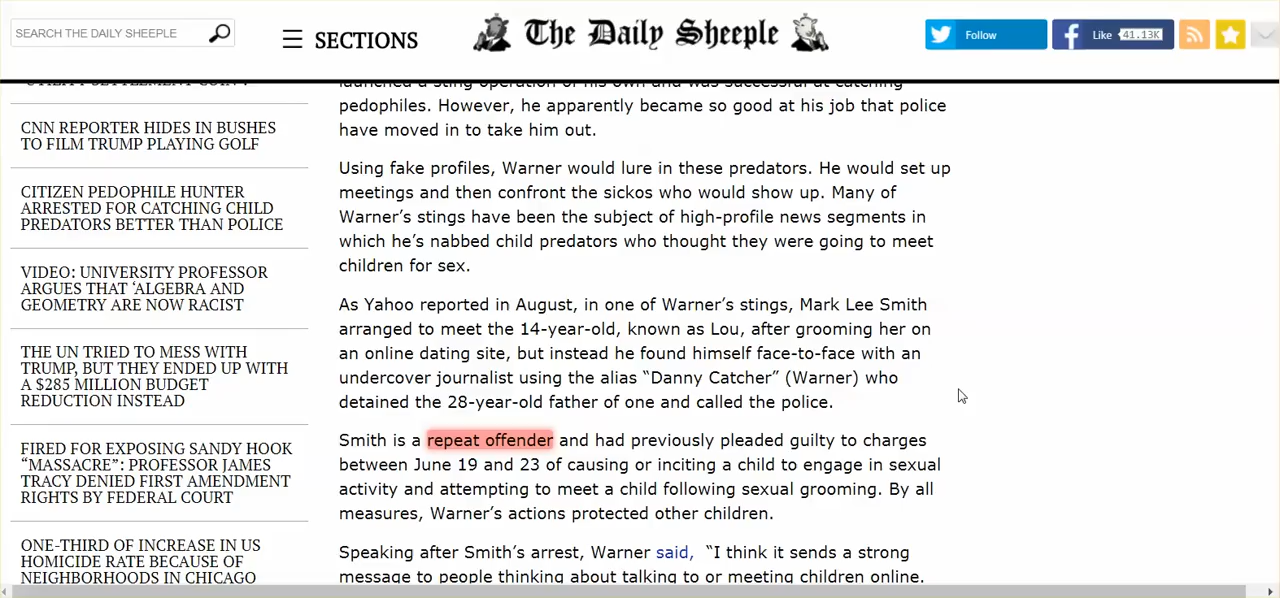 SEARCH THE DAILY SHEEPLE
☰ SECTIONS
The Daily Sheeple
Follow
Like 41.13K
CNN REPORTER HIDES IN BUSHES
TO FILM TRUMP PLAYING GOLF
CITIZEN PEDOPHILE HUNTER
ARRESTED FOR CATCHING CHILD
PREDATORS BETTER THAN POLICE
VIDEO: UNIVERSITY PROFESSOR
ARGUES THAT ‘ALGEBRA AND
GEOMETRY ARE NOW RACIST
THE UN TRIED TO MESS WITH
TRUMP, BUT THEY ENDED UP WITH
A $285 MILLION BUDGET
REDUCTION INSTEAD
FIRED FOR EXPOSING SANDY HOOK
“MASSACRE”: PROFESSOR JAMES
TRACY DENIED FIRST AMENDMENT
RIGHTS BY FEDERAL COURT
ONE-THIRD OF INCREASE IN US
HOMICIDE RATE BECAUSE OF
NEIGHBORHOODS IN CHICAGO
launched a sting operation of his own and was successful at catching
pedophiles. However, he apparently became so good at his job that police
have moved in to take him out.
Using fake profiles, Warner would lure in these predators. He would set up
meetings and then confront the sickos who would show up. Many of
Warner’s stings have been the subject of high-profile news segments in
which he’s nabbed child predators who thought they were going to meet
children for sex.
As Yahoo reported in August, in one of Warner’s stings, Mark Lee Smith
arranged to meet the 14-year-old, known as Lou, after grooming her on
an online dating site, but instead he found himself face-to-face with an
undercover journalist using the alias “Danny Catcher” (Warner) who
detained the 28-year-old father of one and called the police.
Smith is a repeat offender and had previously pleaded guilty to charges
between June 19 and 23 of causing or inciting a child to engage in sexual
activity and attempting to meet a child following sexual grooming. By all
measures, Warner’s actions protected other children.
Speaking after Smith’s arrest, Warner said, “I think it sends a strong
message to people thinking about talking to or meeting children online.